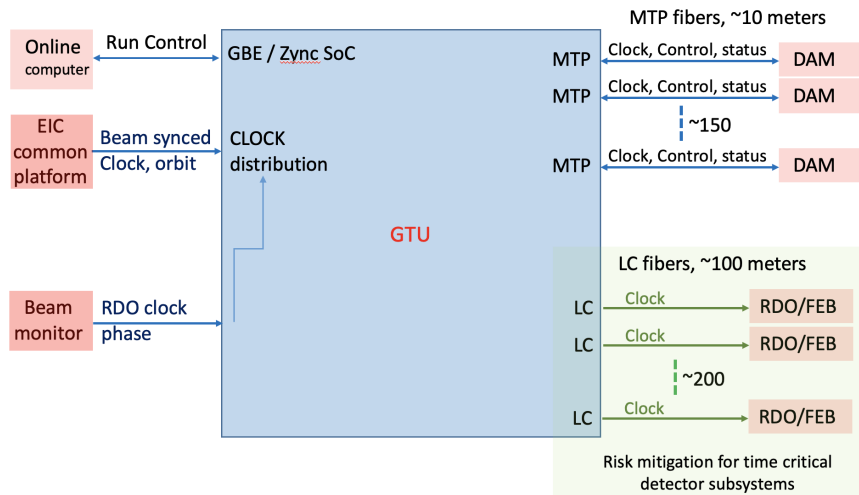 MTP fibers, ~10 meters
Online
computer
Run Control
GBE / Zync SoC
MTP
Clock, Control, status
DAM
MTP
Clock, Control, status
DAM
~150
EIC
common
platform
Beam synced
Clock, orbit
CLOCK
distribution
MTP
Clock, Control, status
DAM
GTU
LC fibers, ~100 meters
Beam
monitor
RDO clock
phase
LC
Clock
RDO/FEB
LC
Clock
RDO/FEB
~200
LC
Clock
RDO/FEB
Risk mitigation for time critical
detector subsystems